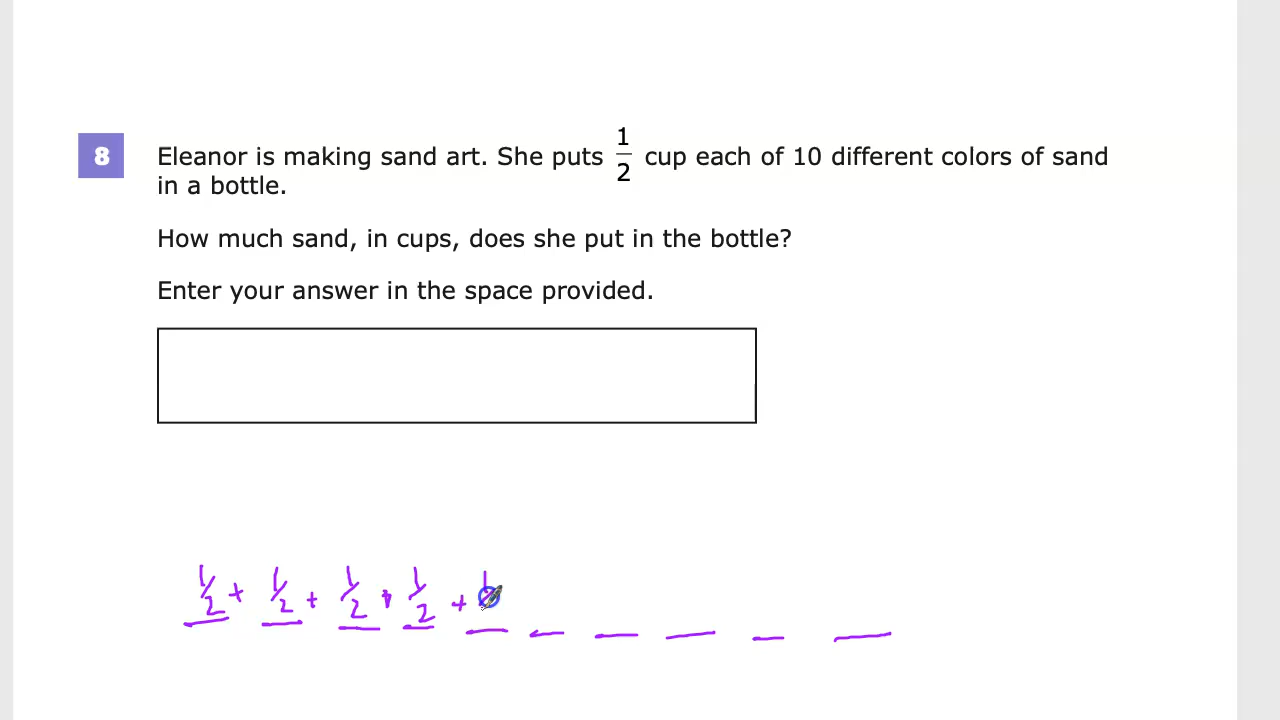 8 Eleanor is making sand art. She puts 1/2 cup each of 10 different colors of sand
in a bottle.
How much sand, in cups, does she put in the bottle?
Enter your answer in the space provided.
1/2 + 1/2 + 1/2 + 1/2 + 1